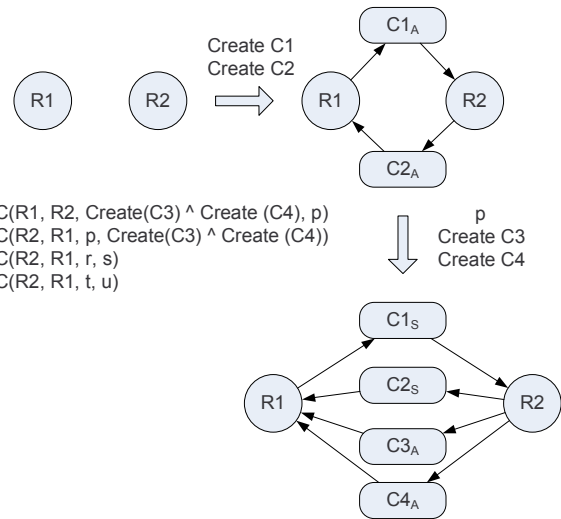 C1A
Create C1
Create C2
R1
R2
R1
R2
C2A
C(R1, R2, Create(C3) ^ Create (C4), p)
C(R2, R1, p, Create(C3) ^ Create (C4))
C(R2, R1, r, s)
C(R2, R1, t, u)
p
Create C3
Create C4
C1S
C2S
R1
R2
C3A
C4A